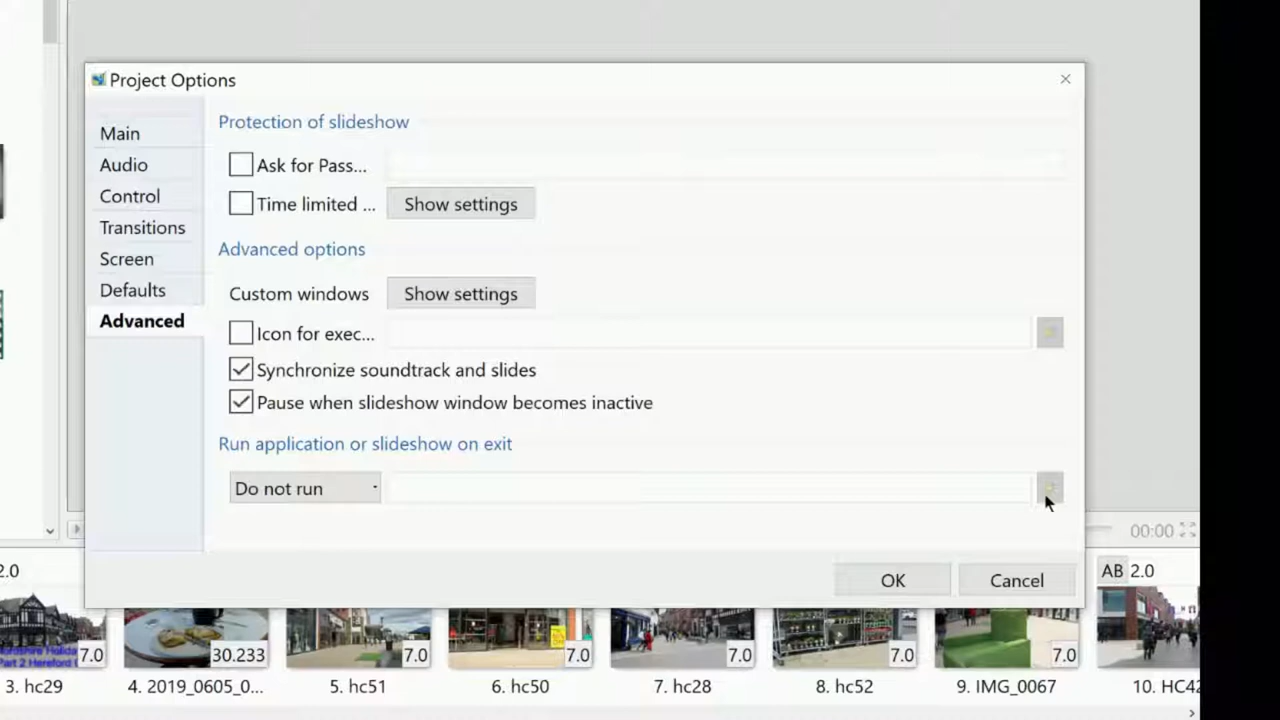 Project Options
Main
Audio
Control
Transitions
Screen
Defaults
Advanced
Protection of slideshow
Ask for Pass...
Time limited ...
Show settings
Advanced options
Custom windows
Show settings
Icon for exec...
Synchronize soundtrack and slides
Pause when slideshow window becomes inactive
Run application or slideshow on exit
Do not run
OK
Cancel
00:00
2.0
AB 2.0
Part 2 Hereford
7.0
30.233
7.0
7.0
7.0
7.0
7.0
3. hc29
4. 2019_0605_0...
5. hc51
6. hc50
7. hc28
8. hc52
9. IMG_0067
10. HC42